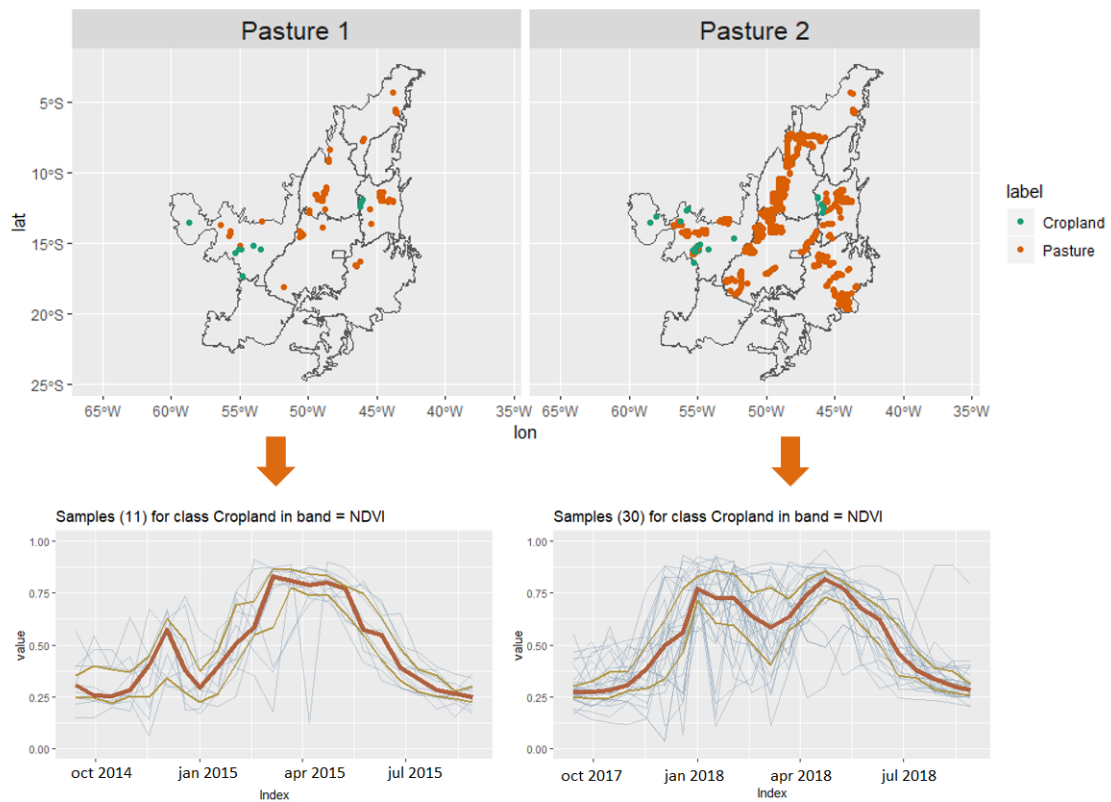 Pasture 1
Pasture 2
5°S
10°S
15°S
20°S
25°S
lat
65°W 60°W 55°W 50°W 45°W 40°W 35°W
65°W 60°W 55°W 50°W 45°W 40°W 35°W
lon
label
Cropland
Pasture
Samples (11) for class Cropland in band = NDVI
1.00
0.75
0.50
0.25
0.00
value
oct 2014 jan 2015 apr 2015 jul 2015
Index
Samples (30) for class Cropland in band = NDVI
1.00
0.75
0.50
0.25
0.00
value
oct 2017 jan 2018 apr 2018 jul 2018
Index